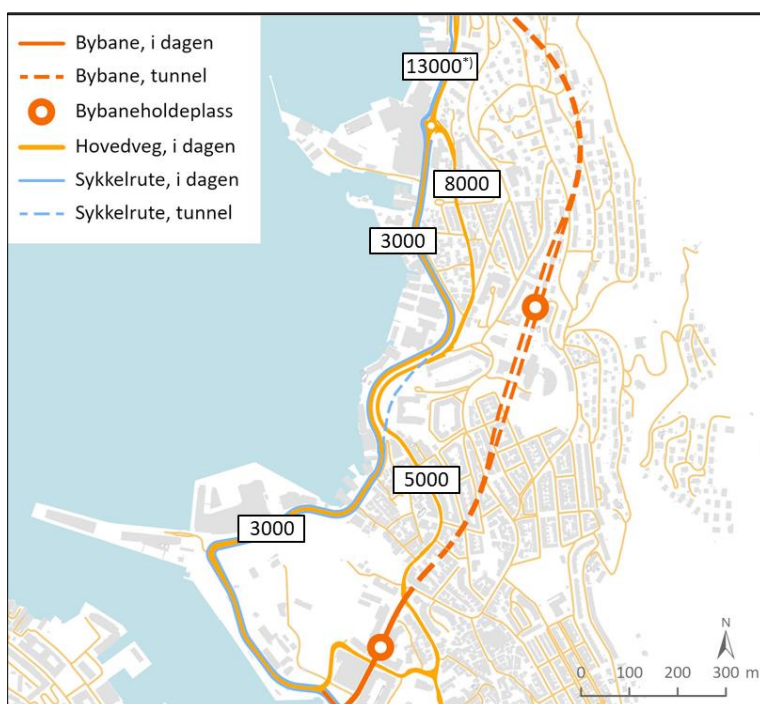 Bybane, i dagen
Bybane, tunnel
Bybaneholdeplass
Hovedveg, i dagen
Sykkelrute, i dagen
Sykkelrute, tunnel
13000*)
8000
3000
5000
3000
N
0 100 200 300 m